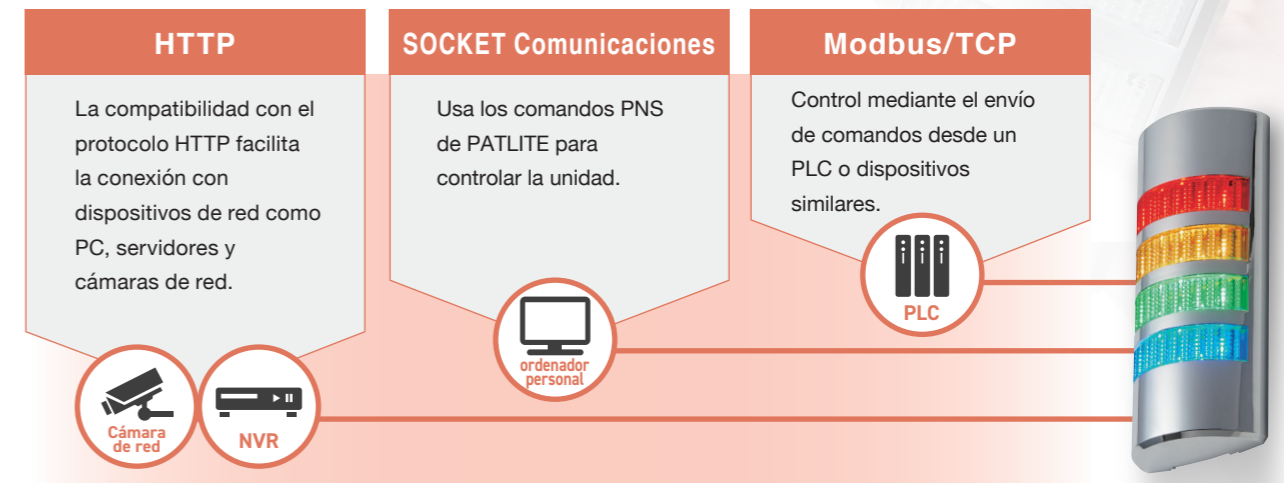 HTTP
La compatibilidad con el
protocolo HTTP facilita
la conexión con
dispositivos de red como
PC, servidores y
cámaras de red.
Cámara
de red
NVR
SOCKET Comunicaciones
Usa los comandos PNS
de PATLITE para
controlar la unidad.
ordenador
personal
Modbus/TCP
Control mediante el envío
de comandos desde un
PLC o dispositivos
similares.
PLC